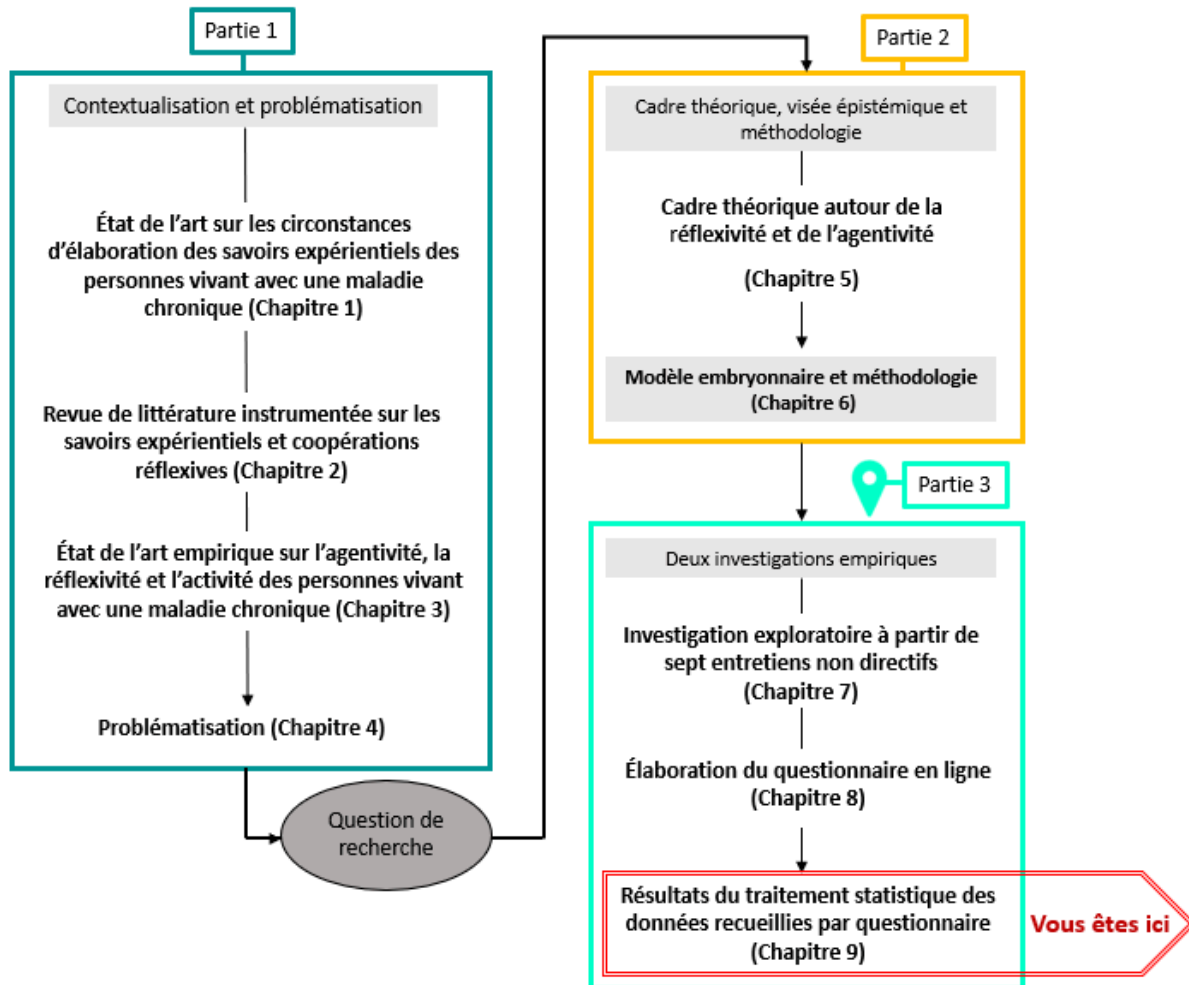 Partie 1
Contextualisation et problématisation
État de l’art sur les circonstances
d’élaboration des savoirs expérientiels des
personnes vivant avec une maladie
chronique (Chapitre 1)
Revue de littérature instrumentée sur les
savoirs expérientiels et coopérations
réflexives (Chapitre 2)
État de l’art empirique sur l’agentivité, la
réflexivité et l’activité des personnes vivant
avec une maladie chronique (Chapitre 3)
Problématisation (Chapitre 4)
Question de
recherche
Partie 2
Cadre théorique, visée épistémique et
méthodologie
Cadre théorique autour de la
réflexivité et de l’agentivité
(Chapitre 5)
Modèle embryonnaire et méthodologie
(Chapitre 6)
Partie 3
Deux investigations empiriques
Investigation exploratoire à partir de
sept entretiens non directifs
(Chapitre 7)
Élaboration du questionnaire en ligne
(Chapitre 8)
Résultats du traitement statistique des
données recueillies par questionnaire
(Chapitre 9)
Vous êtes ici